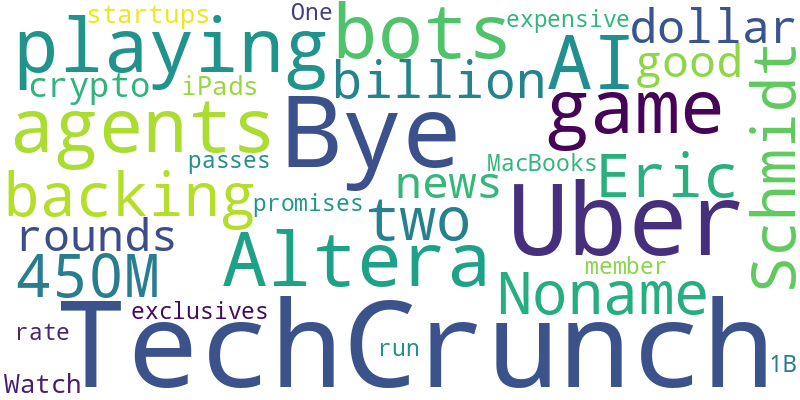 startups
One
expensive
dollar
playing
bots
AI
good
crypto
iPads
billion
Schmidt
agents
Bye
game
passes
MacBooks
Eric
backing
promises
news
Uber
rounds
two
Altera
450M
member
Noname
exclusives
TechCrunch
rate
run
1B
Watch